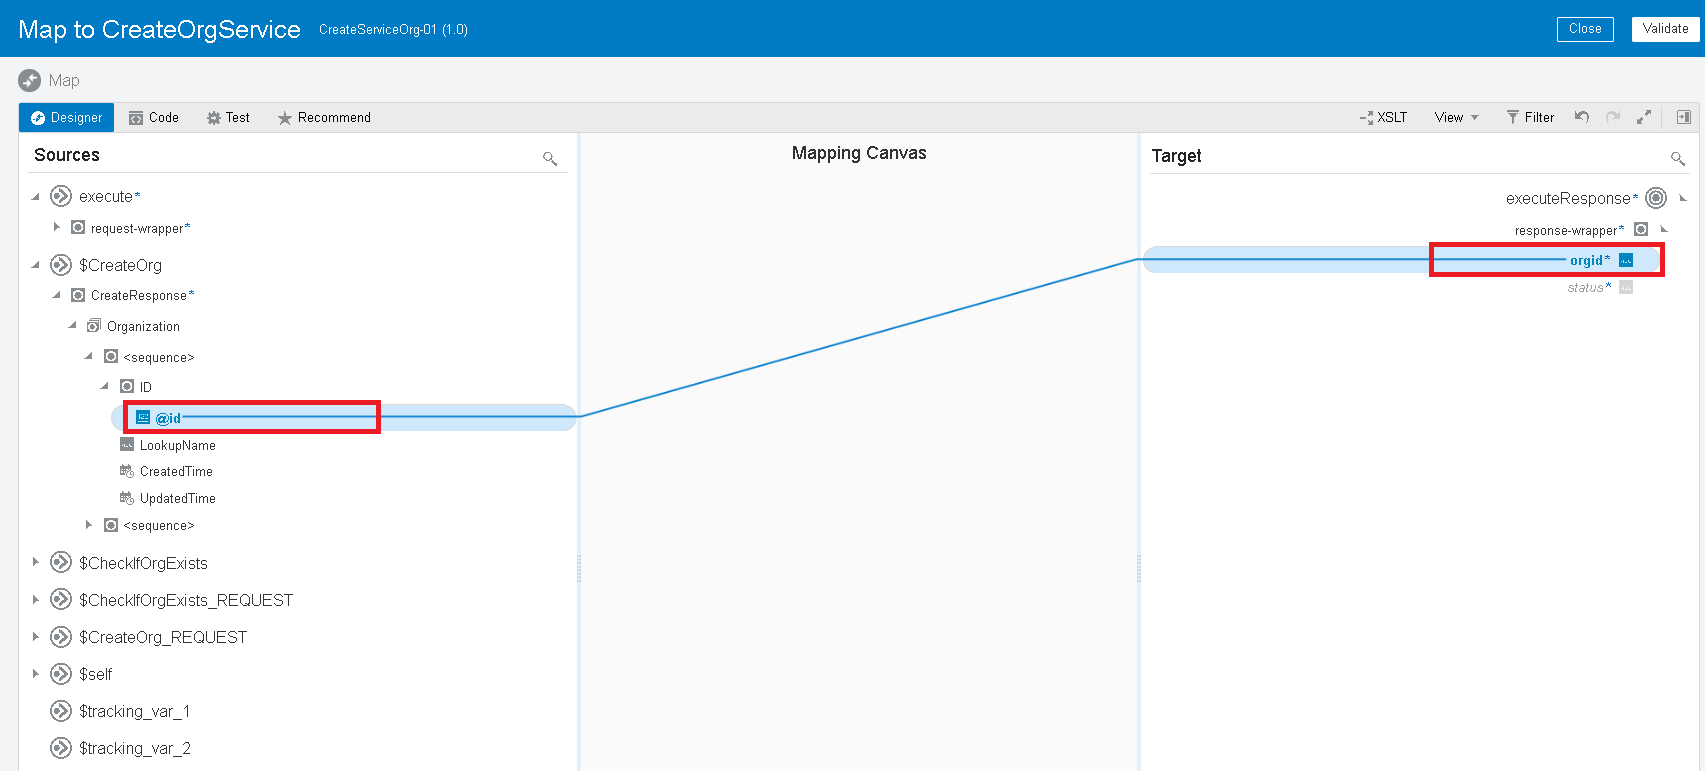 Map to CreateOrgService CreateServiceOrg-01 (1.0) Close Validate
Map
Designer Code Test Recommend XSLT View Filter
Sources Mapping Canvas Target
execute* executeResponse*
request-wrapper* response-wrapper*
$CreateOrg orgid*
CreateResponse* status*
Organization
<sequence>
ID
@id
LookupName
CreatedTime
UpdatedTime
<sequence>
$CheckIfOrgExists
$CheckIfOrgExists_REQUEST
$CreateOrg_REQUEST
$self
$tracking_var_1
$tracking_var_2